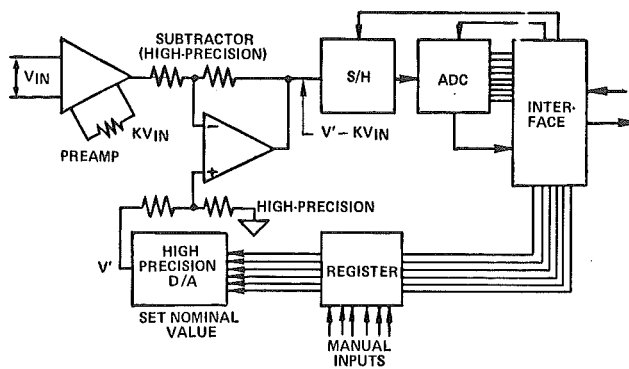 SUBTRACTOR
(HIGH-PRECISION)
VIN
KVIN
PREAMP
−
+
S/H
ADC
INTER-
FACE
V' – KVIN
HIGH-PRECISION
V'
HIGH
PRECISION
D/A
REGISTER
SET NOMINAL
VALUE
MANUAL
INPUTS